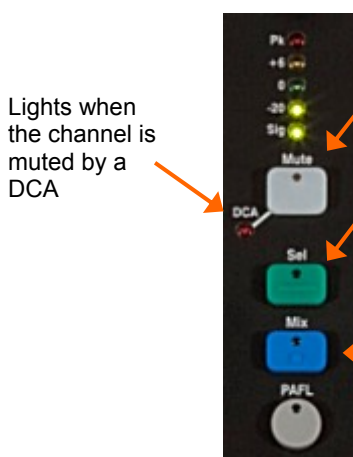 Lights when
the channel is
muted by a
DCA
Pk
+6
0
-20
Sig
Mute
DCA
Sel
Mix
PAFL